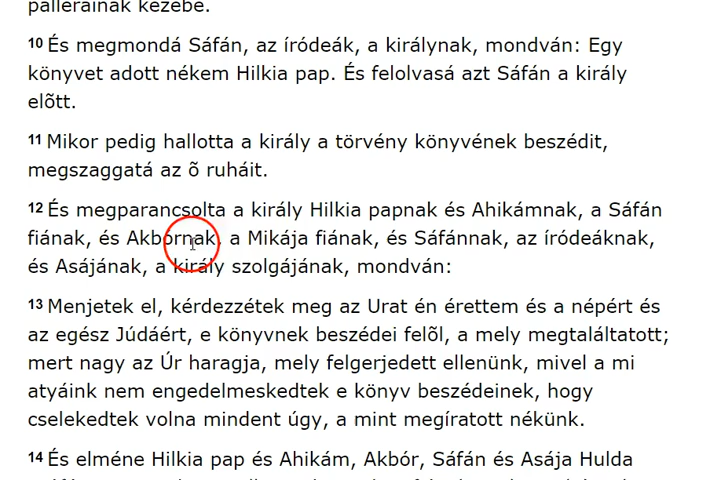 pallérainak kezébe.
10 És megmondá Sáfán, az íródeák, a királynak, mondván: Egy
könyvet adott nékem Hilkia pap. És felolvasá azt Sáfán a király
elõtt.
11 Mikor pedig hallotta a király a törvény könyvének beszédit,
megszaggatá az õ ruháit.
12 És megparancsolta a király Hilkia papnak és Ahikámnak, a Sáfán
fiának, és Akbórnak, a Mikája fiának, és Sáfánnak, az íródeáknak,
és Asájának, a király szolgájának, mondván:
13 Menjetek el, kérdezzétek meg az Urat én érettem és a népért és
az egész Júdáért, e könyvnek beszédei felõl, a mely megtaláltatott;
mert nagy az Úr haragja, mely felgerjedett ellenünk, mivel a mi
atyáink nem engedelmeskedtek e könyv beszédeinek, hogy
cselekedtek volna mindent úgy, a mint megíratott nékünk.
14 És elméne Hilkia pap és Ahikám, Akbór, Sáfán és Asája Hulda